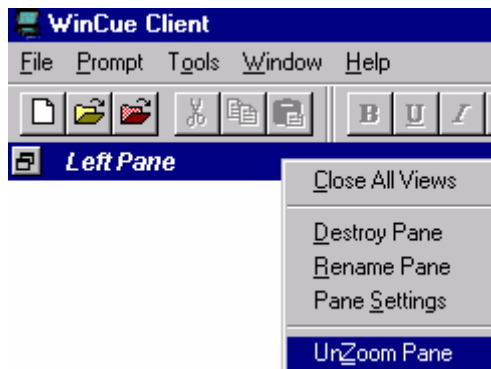 WinCue Client
File Prompt Tools Window Help
B U I
Left Pane
Close All Views
Destroy Pane
Rename Pane
Pane Settings
UnZoom Pane